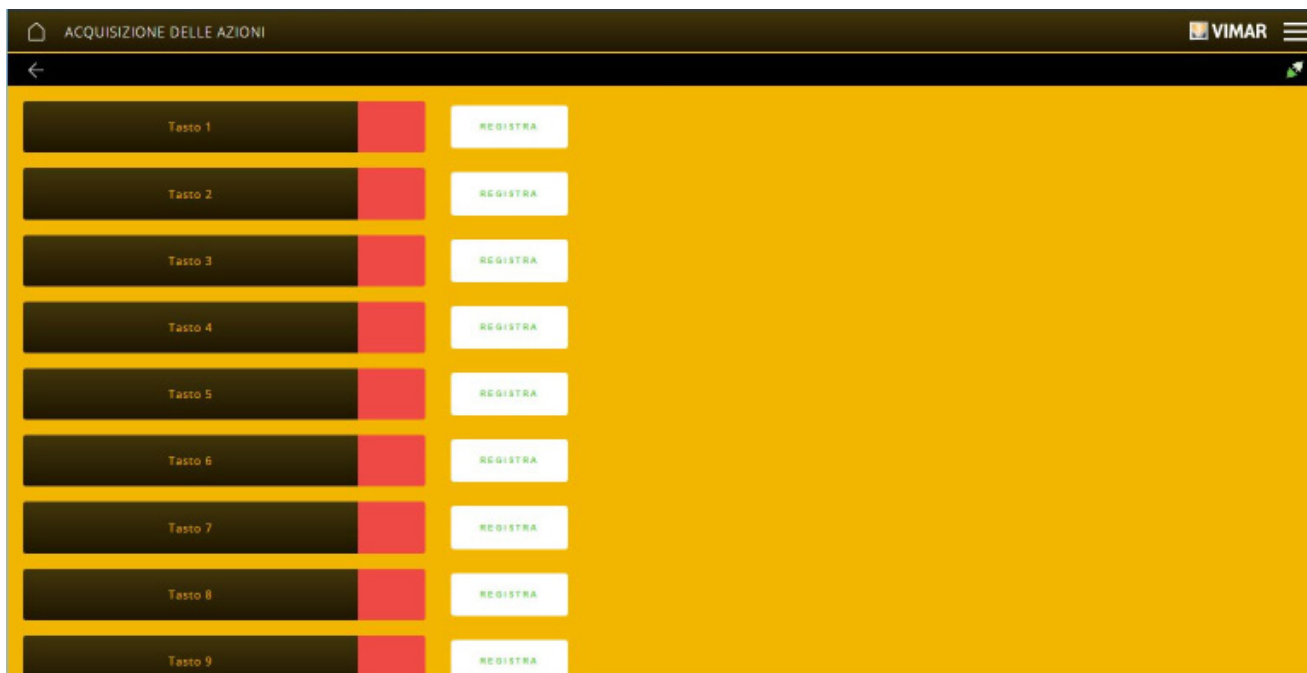 ACQUISIZIONE DELLE AZIONI
VIMAR
Tasto 1
REGISTRA
Tasto 2
REGISTRA
Tasto 3
REGISTRA
Tasto 4
REGISTRA
Tasto 5
REGISTRA
Tasto 6
REGISTRA
Tasto 7
REGISTRA
Tasto 8
REGISTRA
Tasto 9
REGISTRA